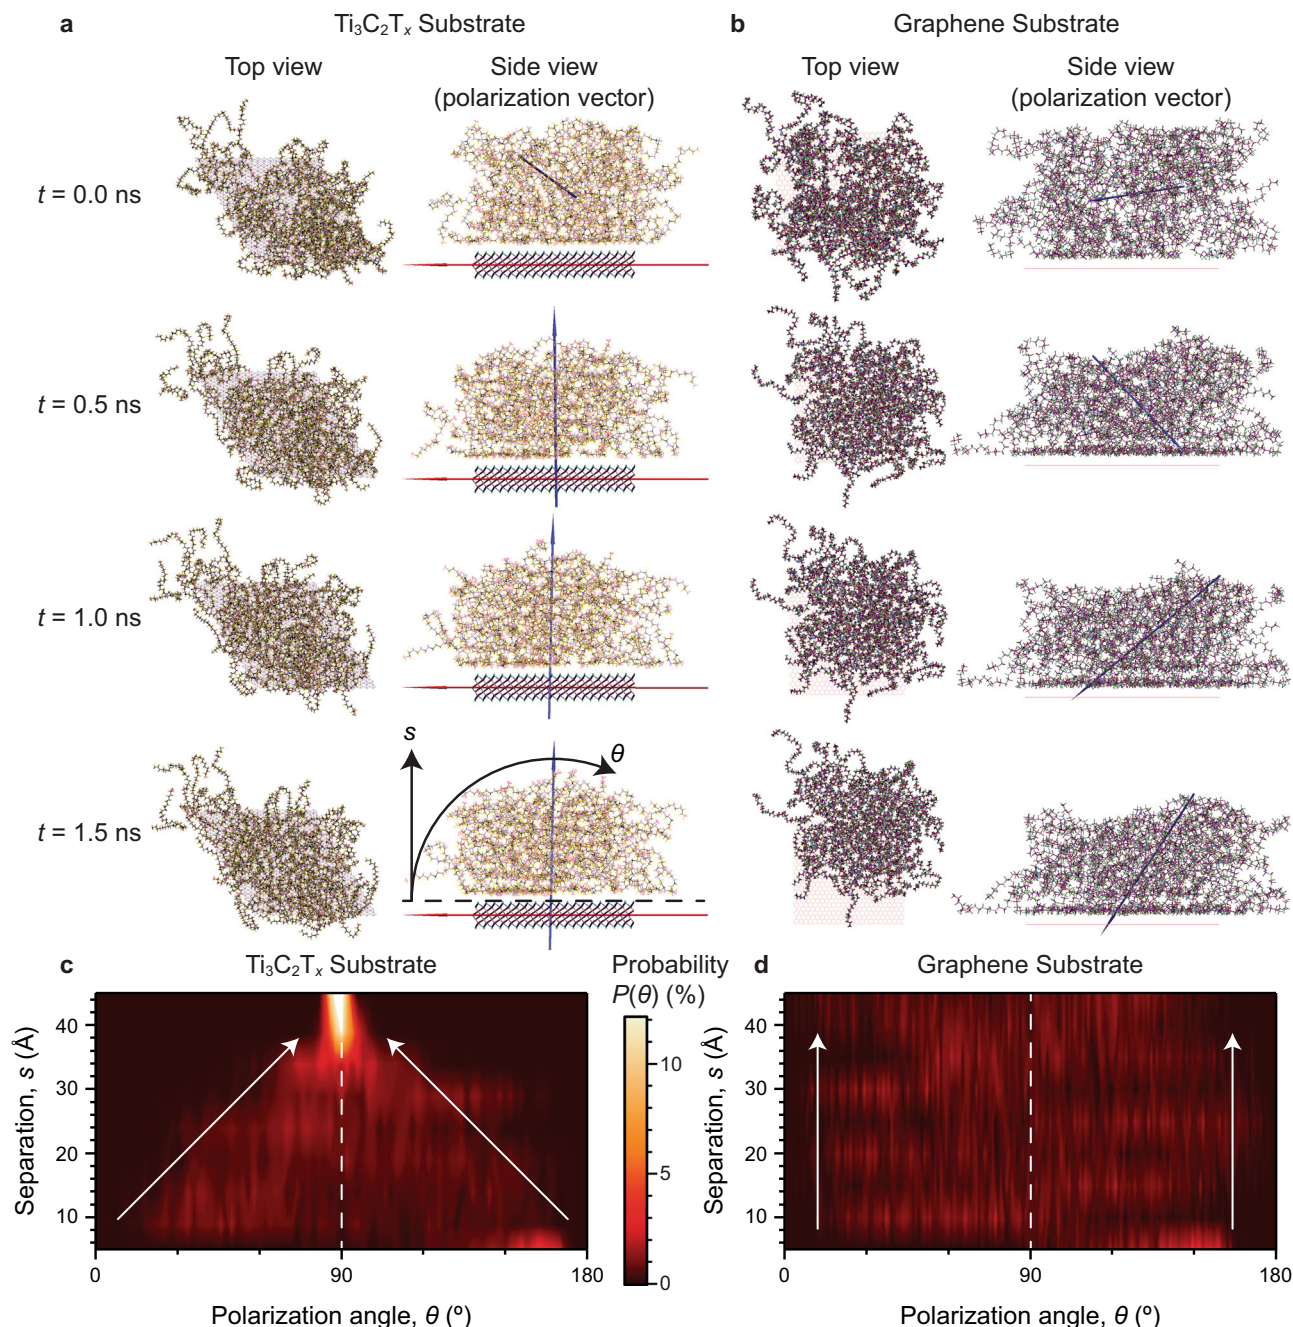 a Ti₃C₂Tₓ Substrate
b Graphene Substrate
Top view
Side view
(polarization vector)
Top view
Side view
(polarization vector)
t = 0.0 ns
t = 0.5 ns
t = 1.0 ns
t = 1.5 ns
s
θ
c Ti₃C₂Tₓ Substrate
Probability
P(θ) (%)
d Graphene Substrate
Separation, s (Å)
40
30
20
10
0
90
180
Polarization angle, θ (º)
10
5
0
Separation, s (Å)
40
30
20
10
0
90
180
Polarization angle, θ (º)